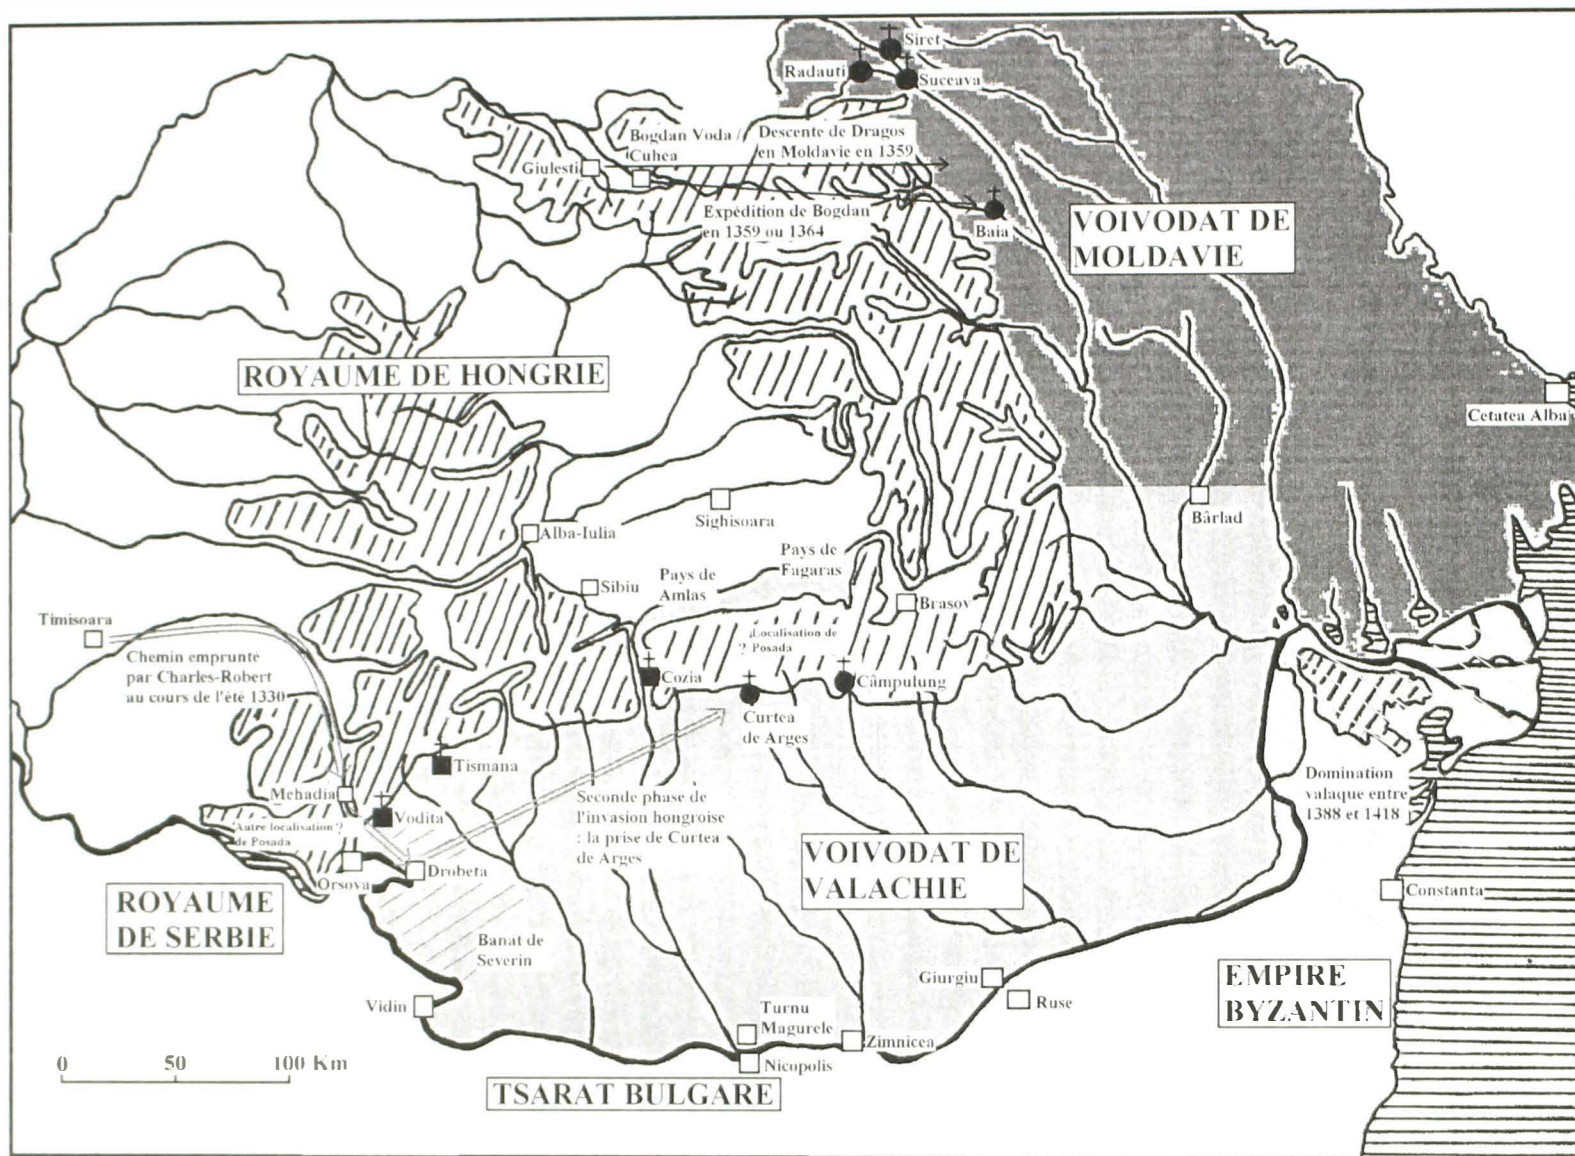 Siret
Radauti
Suceava
Bogdan Voda /
Cuhea
Descente de Dragos
en Moldavie en 1359
Giulesti
Expédition de Bogdan
en 1359 ou 1364
Baia
VOIVODAT DE
MOLDAVIE
ROYAUME DE HONGRIE
Cetatea Alba
Sighisoara
Bârlad
Alba-Iulia
Pays de
Fagaras
Pays de
Amlas
Sibiu
Brasov
Timisoara
Localisation de
? Posada
Chemin emprunté
par Charles-Robert
au cours de l'été 1330
Cozia
Câmpulung
Curtea
de Arges
Tismana
Mehadia
Vodita
Autre localisation ?
de Posada
Seconde phase de
l'invasion hongroise
: la prise de Curtea
de Arges
Domination
valaque entre
1388 et 1418
VOIVODAT DE
VALACHIE
Orsova
Drobeta
Constanta
ROYAUME
DE SERBIE
Banat de
Severin
EMPIRE
BYZANTIN
Giurgiu
Ruse
Vidin
Turnu
Magurele
Zimnicea
Nicopolis
0 50 100 Km
TSARAT BULGARE